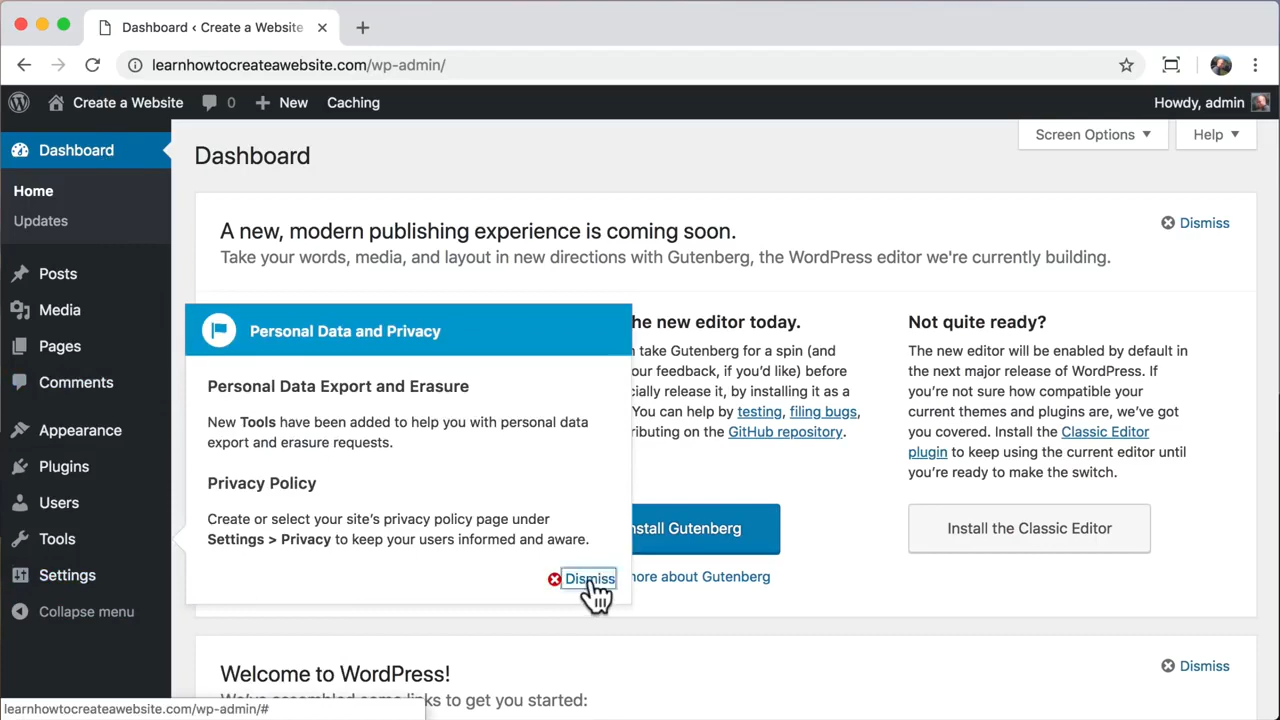 Dashboard ‹ Create a Website
learnhowtocreateawebsite.com/wp-admin/
Create a Website 0 New Caching Howdy, admin
Dashboard
Home
Updates
Posts
Media
Pages
Comments
Appearance
Plugins
Users
Tools
Settings
Collapse menu
Screen Options Help
Dashboard
A new, modern publishing experience is coming soon.
Dismiss
Take your words, media, and layout in new directions with Gutenberg, the WordPress editor we're currently building.
Personal Data and Privacy
Personal Data Export and Erasure
New Tools have been added to help you with personal data
export and erasure requests.
Privacy Policy
Create or select your site's privacy policy page under
Settings > Privacy to keep your users informed and aware.
Dismiss
he new editor today.
take Gutenberg for a spin (and
our feedback, if you'd like) before
cially release it, by installing it as a
You can help by testing, filing bugs,
ributing on the GitHub repository.
nstall Gutenberg
more about Gutenberg
Not quite ready?
The new editor will be enabled by default in
the next major release of WordPress. If
you're not sure how compatible your
current themes and plugins are, we've got
you covered. Install the Classic Editor
plugin to keep using the current editor until
you're ready to make the switch.
Install the Classic Editor
Welcome to WordPress!
Dismiss
We've assembled some links to get you started:
learnhowtocreateawebsite.com/wp-admin/#